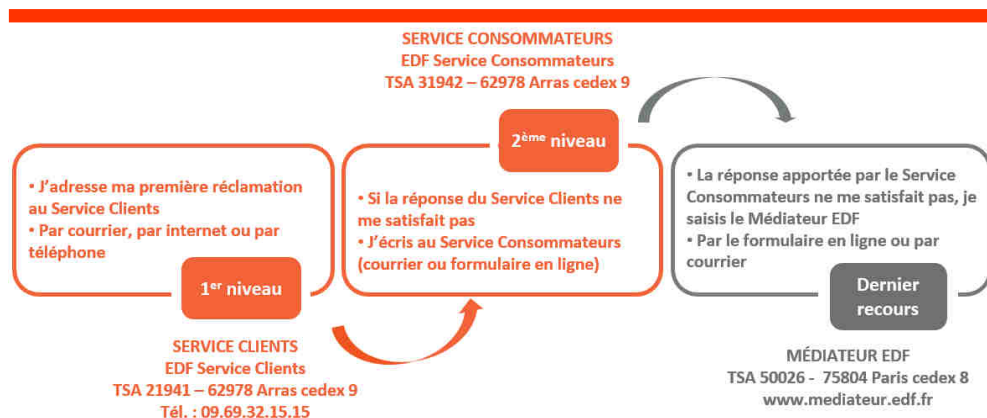 SERVICE CONSOMMATEURS
EDF Service Consommateurs
TSA 31942 – 62978 Arras cedex 9
• J'adresse ma première réclamation
au Service Clients
• Par courrier, par internet ou par
téléphone
1er niveau
SERVICE CLIENTS
EDF Service Clients
TSA 21941 – 62978 Arras cedex 9
Tél. : 09.69.32.15.15
2ème niveau
• Si la réponse du Service Clients ne
me satisfait pas
• J'écris au Service Consommateurs
(courrier ou formulaire en ligne)
• La réponse apportée par le Service
Consommateurs ne me satisfait pas, je
saisis le Médiateur EDF
• Par le formulaire en ligne ou par
courrier
Dernier
recours
MÉDIATEUR EDF
TSA 50026 - 75804 Paris cedex 8
www.mediateur.edf.fr